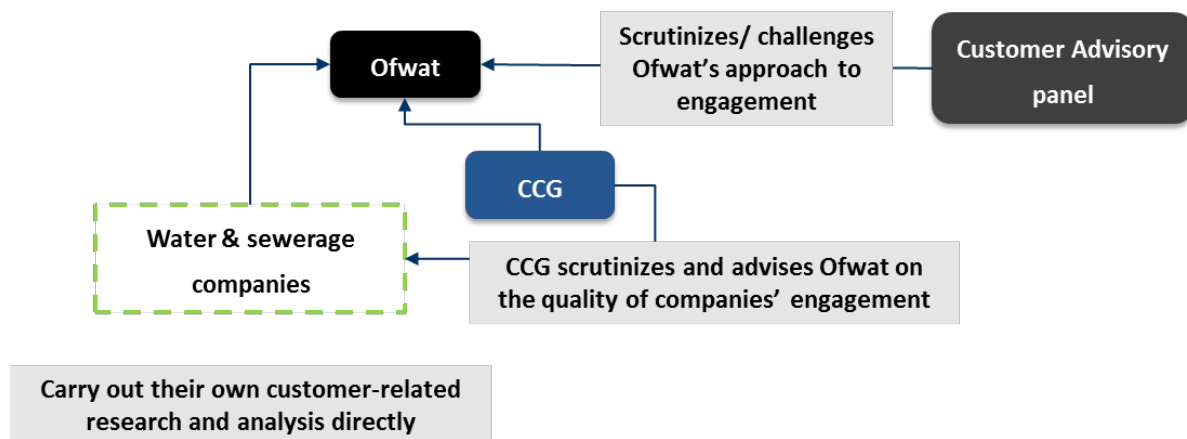 Ofwat
Scrutinizes/ challenges
Ofwat's approach to
engagement
Customer Advisory
panel
CCG
Water & sewerage
companies
CCG scrutinizes and advises Ofwat on
the quality of companies' engagement
Carry out their own customer-related
research and analysis directly